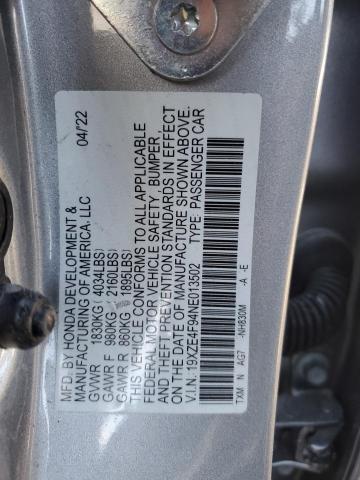 MFD. BY HONDA DEVELOPMENT & 04/'22
MANUFACTURING OF AMERICA, LLC
GVWR 1830KG( 4034LBS)
GAWR F 980KG( 2160LBS)
GAWR R 860KG( 1896LBS)
THIS VEHICLE CONFORMS TO ALL APPLICABLE
FEDERAL MOTOR VEHICLE SAFETY, BUMPER,
AND THEFT PREVENTION STANDARDS IN EFFECT
ON THE DATE OF MANUFACTURE SHOWN ABOVE.
V.I.N. 19XZE4F94NE013502 TYPE: PASSENGER CAR
TXM N AG7 -NH830M -A -E